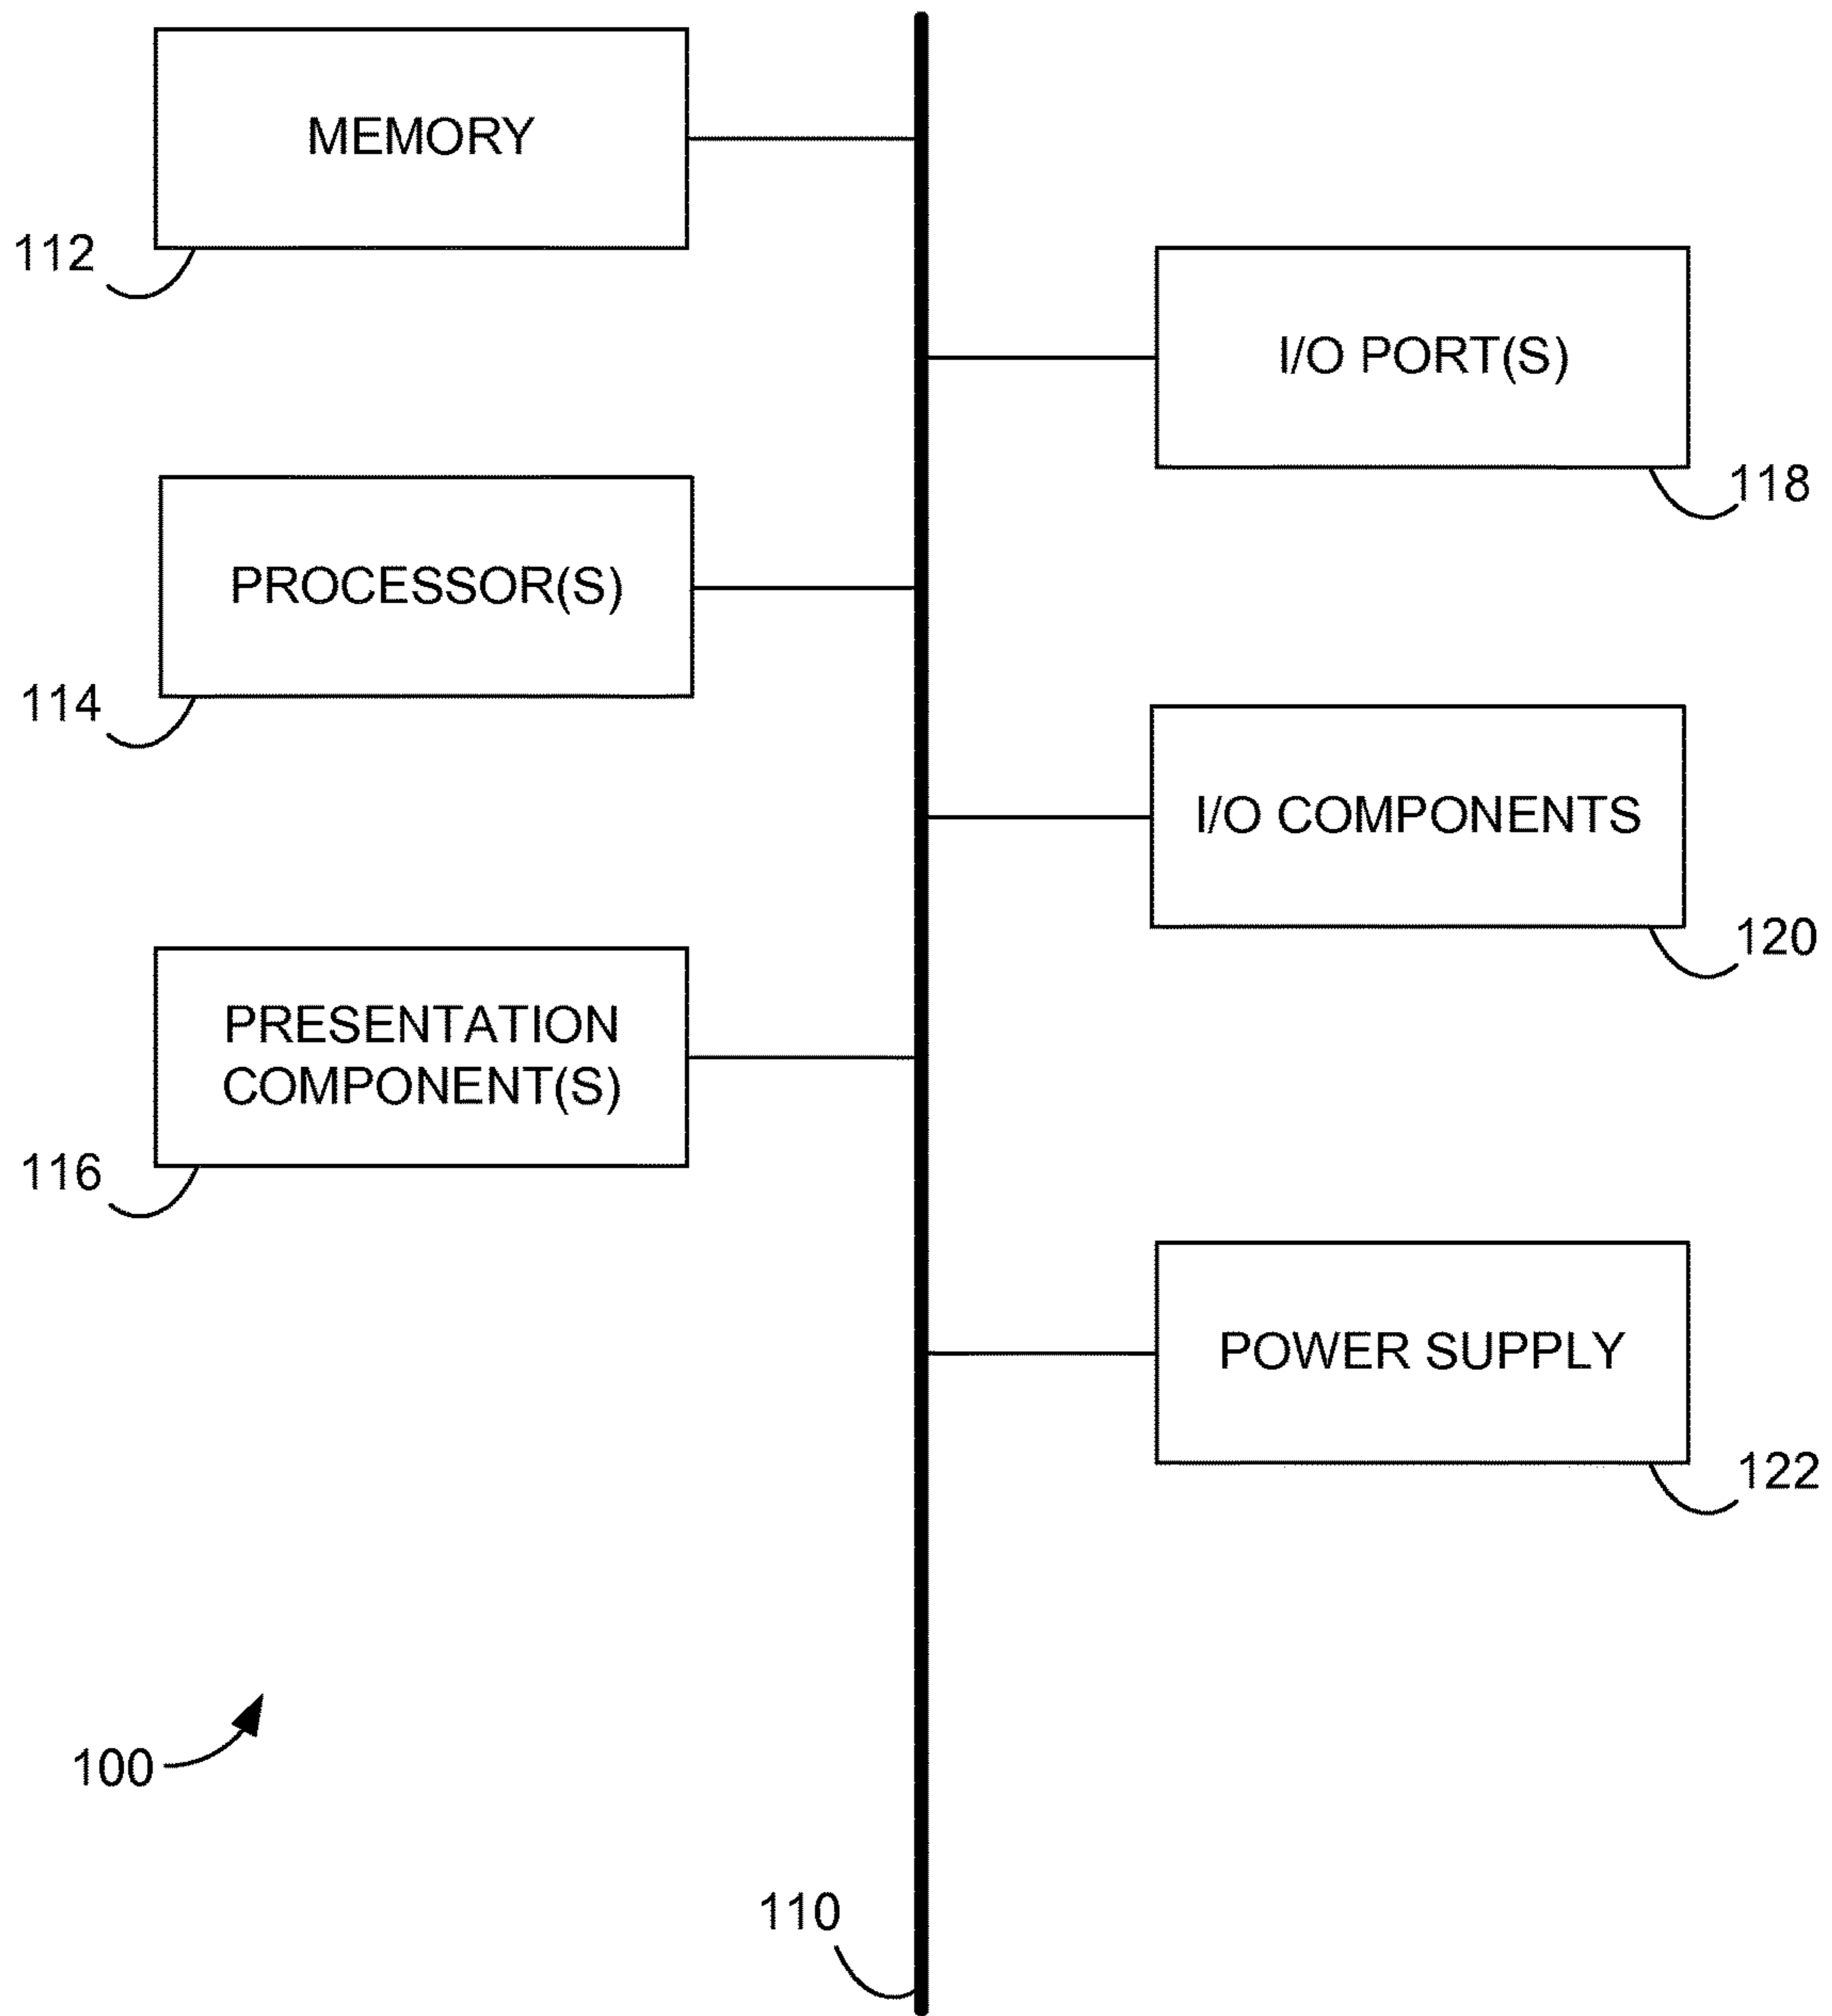 MEMORY
112
I/O PORT(S)
118
PROCESSOR(S)
114
I/O COMPONENTS
120
PRESENTATION
COMPONENT(S)
116
POWER SUPPLY
122
100
110